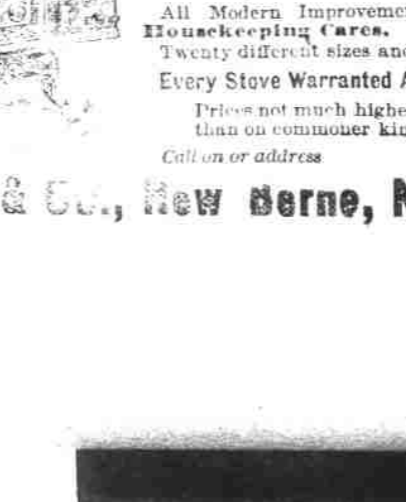 All Modern Improveme
Housekeeping Cares.
Twenty different sizes and
Every Stove Warranted A
Prices not much highe
than on commoner kin
Call on or address
& Co., New Berne, N